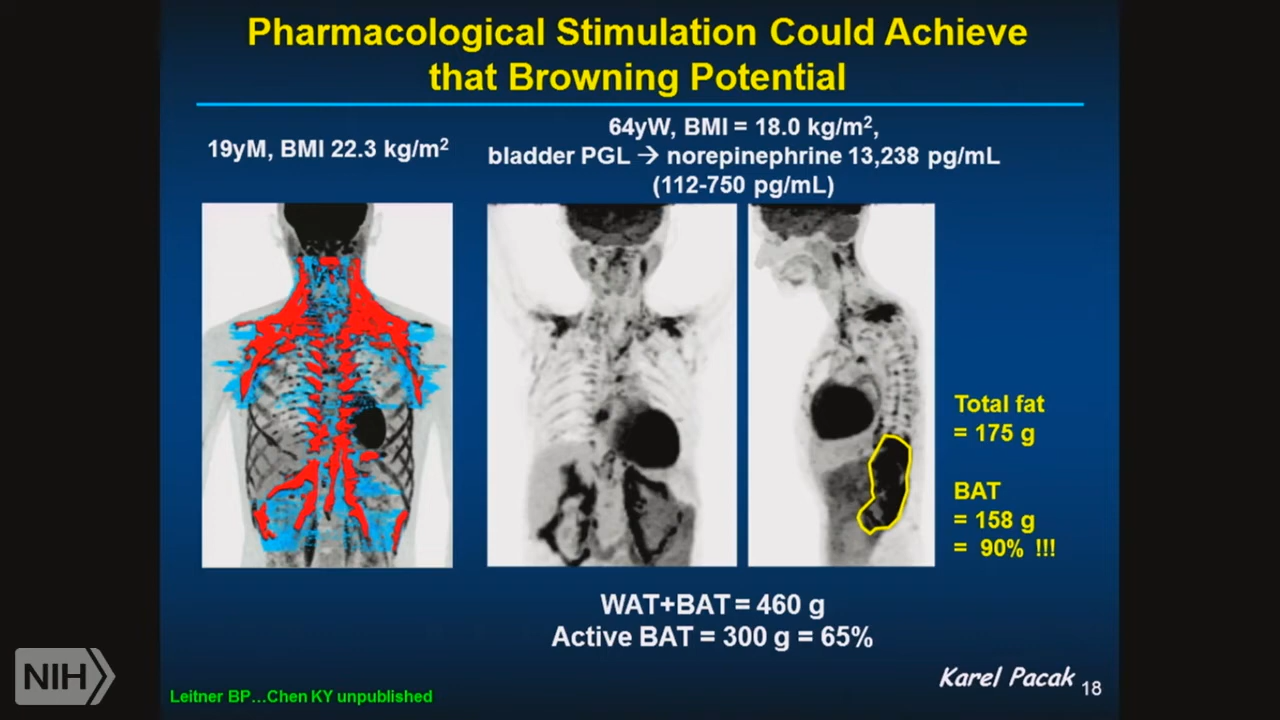 Pharmacological Stimulation Could Achieve
that Browning Potential
19yM, BMI 22.3 kg/m²
64yW, BMI = 18.0 kg/m²,
bladder PGL → norepinephrine 13,238 pg/mL
(112-750 pg/mL)
Total fat
= 175 g
BAT
= 158 g
= 90% !!!
WAT+BAT = 460 g
Active BAT = 300 g = 65%
Karel Pacak
18
NIH
Leitner BP...Chen KY unpublished